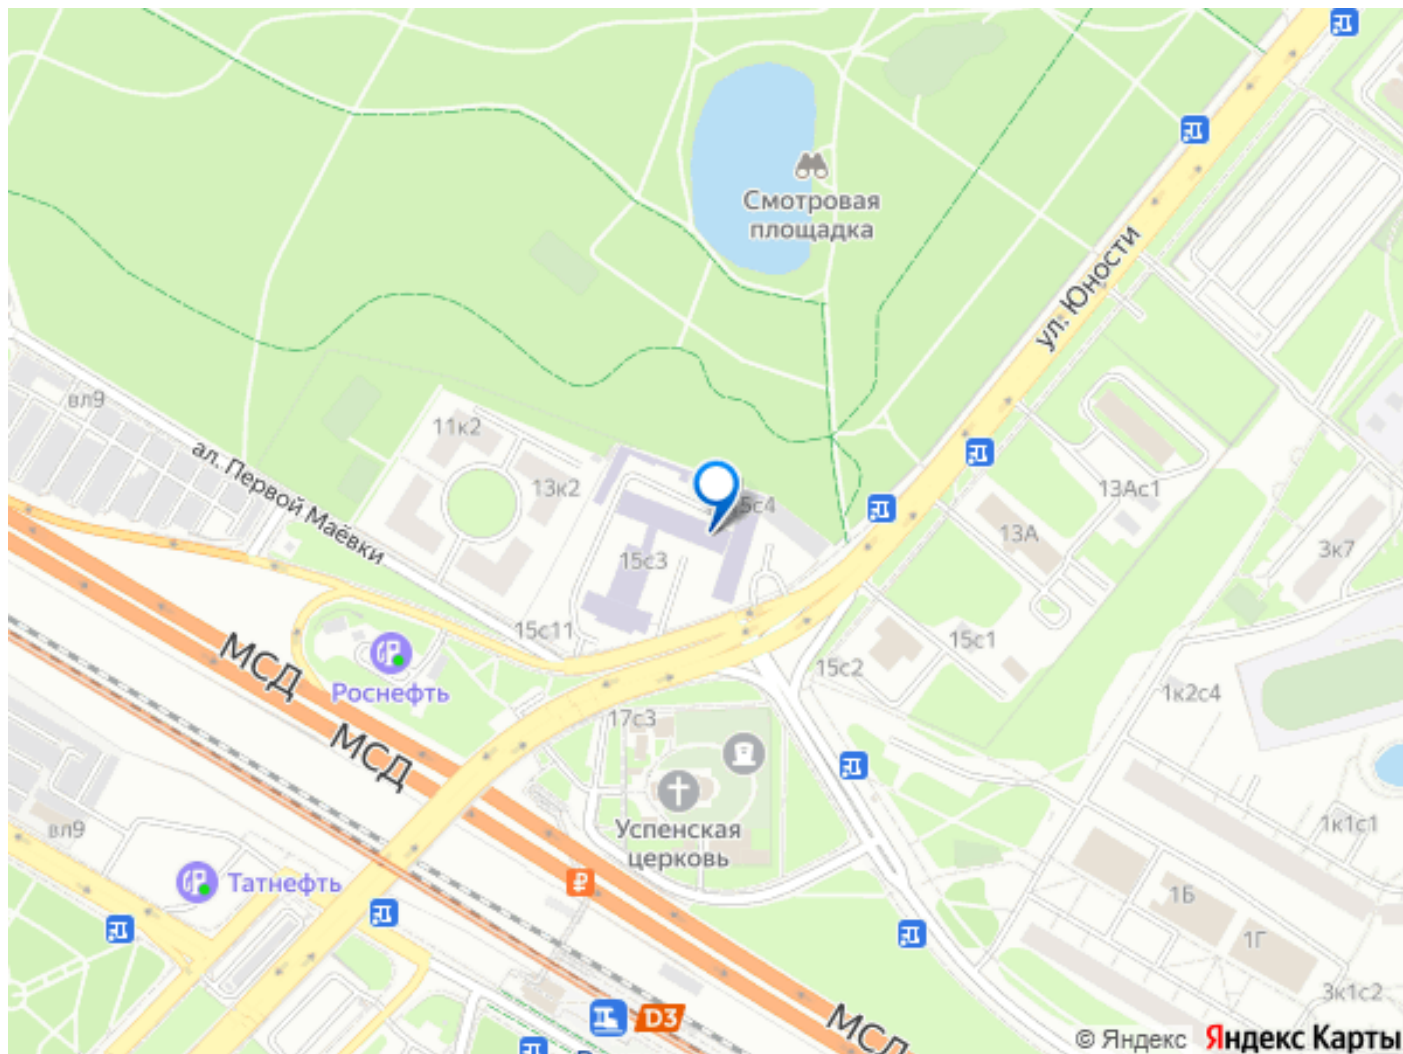 Смотровая
площадка
ул. Юности
вл9
11к2
ал. Первой Маёвки
13к2
5с4
13Ас1
13А
3к7
15с3
15с11
15с1
15с2
МСД
Роснефть
1к2с4
17с3
МСД
Успенская
церковь
1к1с1
вл9
Татнефть
₽
1Б
1Г
3к1с2
D3
МСД
© Яндекс Яндекс Карты